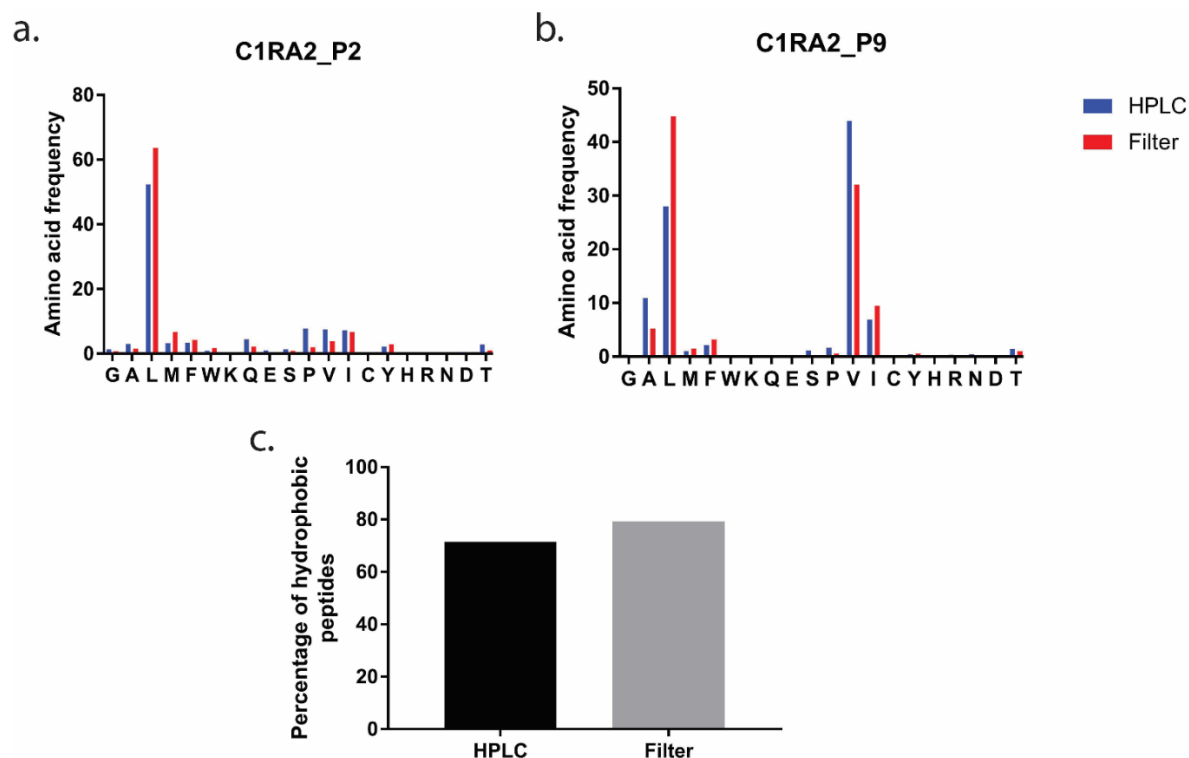 a.
C1RA2_P2
Amino acid frequency
80
60
40
20
0
G A L M F W K Q E S P V I C Y H R N D T
b.
C1RA2_P9
Amino acid frequency
50
40
30
20
10
0
G A L M F W K Q E S P V I C Y H R N D T
HPLC
Filter
c.
Percentage of hydrophobic
peptides
100
80
60
40
20
0
HPLC Filter